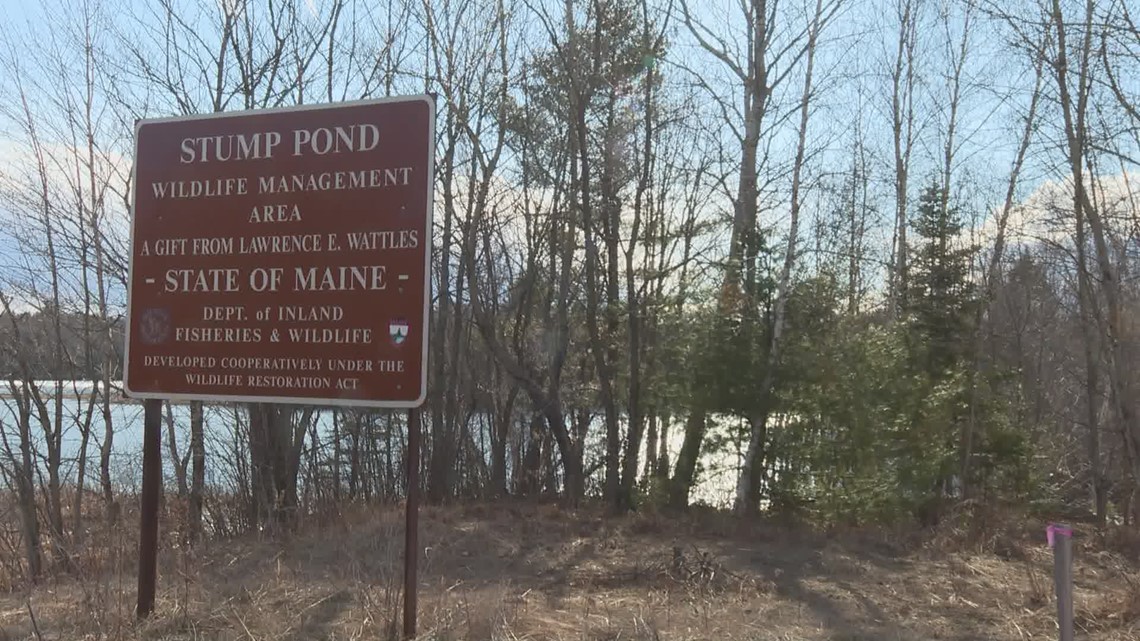 STUMP POND
WILDLIFE MANAGEMENT
AREA
A GIFT FROM LAWRENCE E. WATTLES
- STATE OF MAINE -
DEPT. of INLAND
FISHERIES & WILDLIFE
DEVELOPED COOPERATIVELY UNDER THE
WILDLIFE RESTORATION ACT